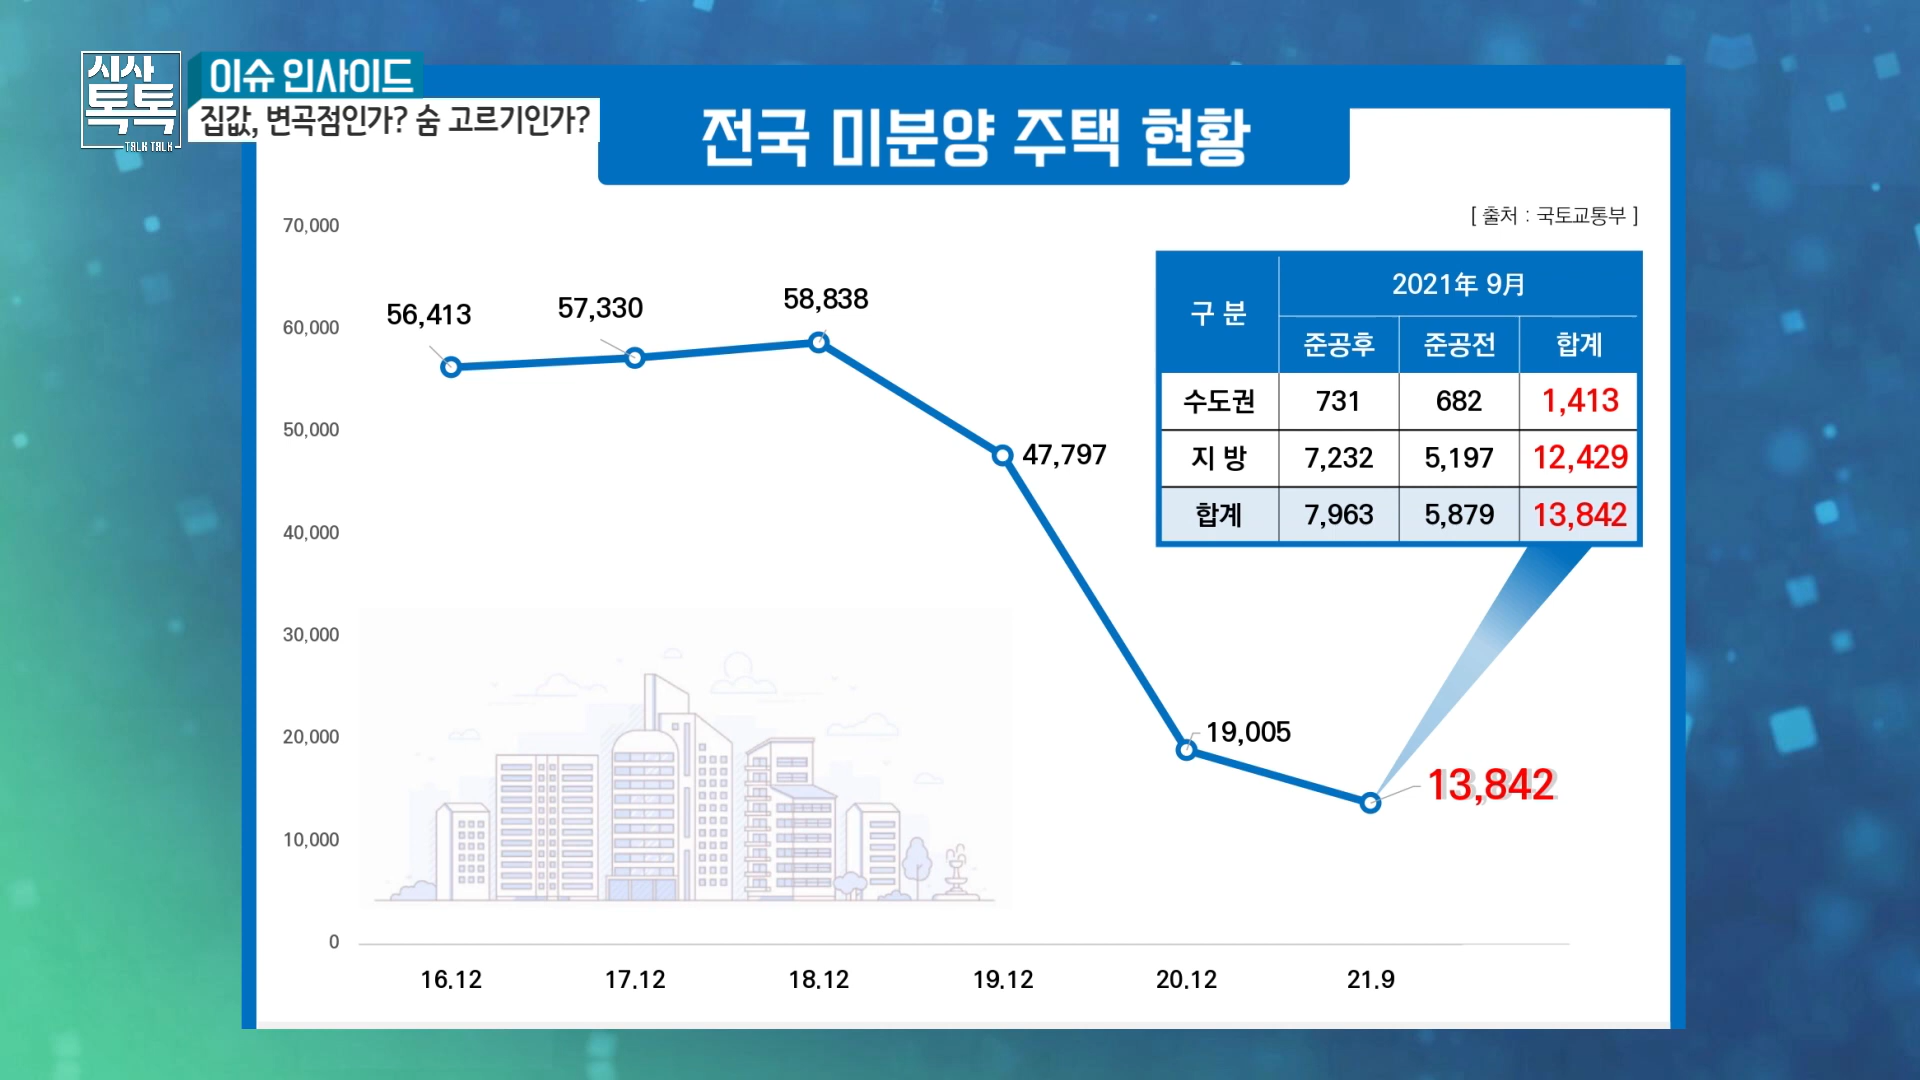 시사
톡톡
TALK TALK
이슈 인사이드
집값, 변곡점인가? 숨 고르기인가?
전국 미분양 주택 현황
[ 출처 : 국토교통부 ]
70,000
60,000
50,000
40,000
30,000
20,000
10,000
0
56,413
57,330
58,838
47,797
19,005
13,842
16.12 17.12 18.12 19.12 20.12 21.9
구 분 2021年 9月
준공후 준공전 합계
수도권 731 682 1,413
지 방 7,232 5,197 12,429
합계 7,963 5,879 13,842